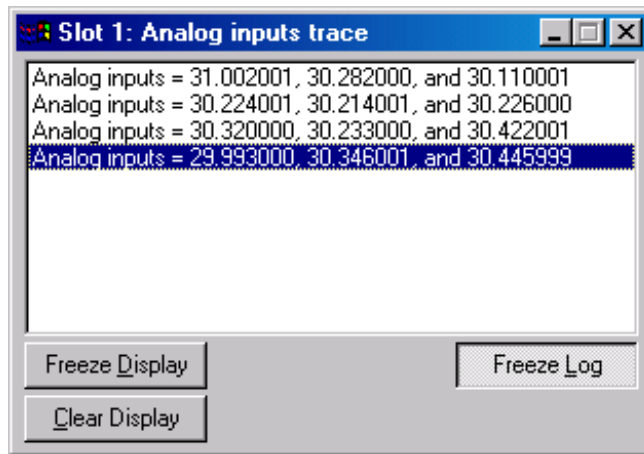 Slot 1: Analog inputs trace
Analog inputs = 31.002001, 30.282000, and 30.110001
Analog inputs = 30.224001, 30.214001, and 30.226000
Analog inputs = 30.320000, 30.233000, and 30.422001
Analog inputs = 29.993000, 30.346001, and 30.445999
Freeze Display
Freeze Log
Clear Display